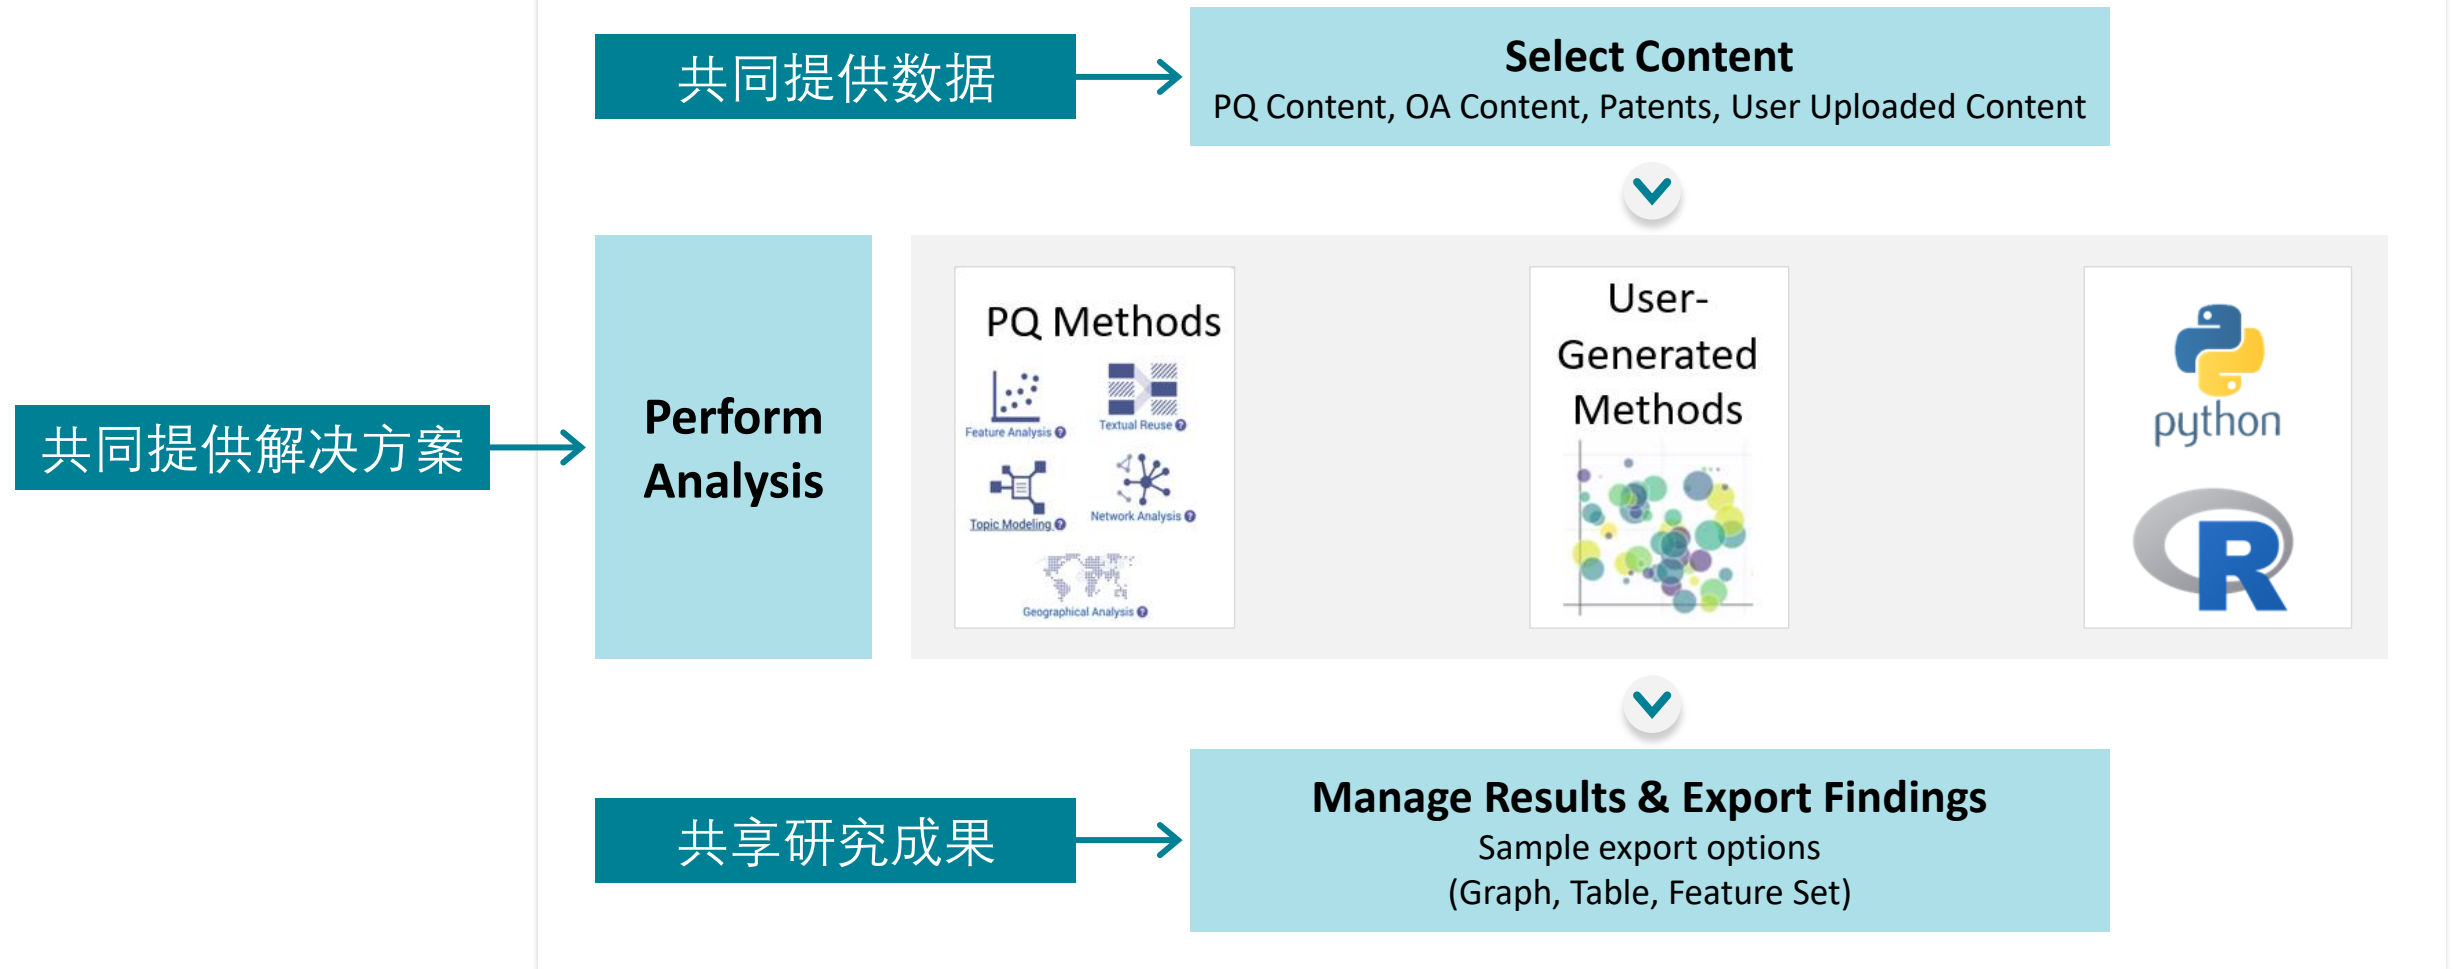 共同提供数据
Select Content
PQ Content, OA Content, Patents, User Uploaded Content
共同提供解决方案
Perform
Analysis
PQ Methods
Feature Analysis
Textual Reuse
Topic Modeling
Network Analysis
Geographical Analysis
User-
Generated
Methods
python
R
共享研究成果
Manage Results & Export Findings
Sample export options
(Graph, Table, Feature Set)